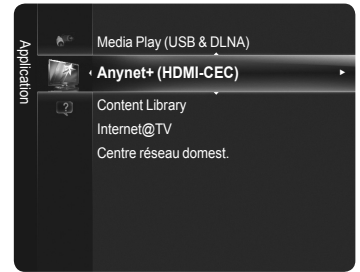 Application
Media Play (USB & DLNA)
Anynet+ (HDMI-CEC)
Content Library
Internet@TV
Centre réseau domest.